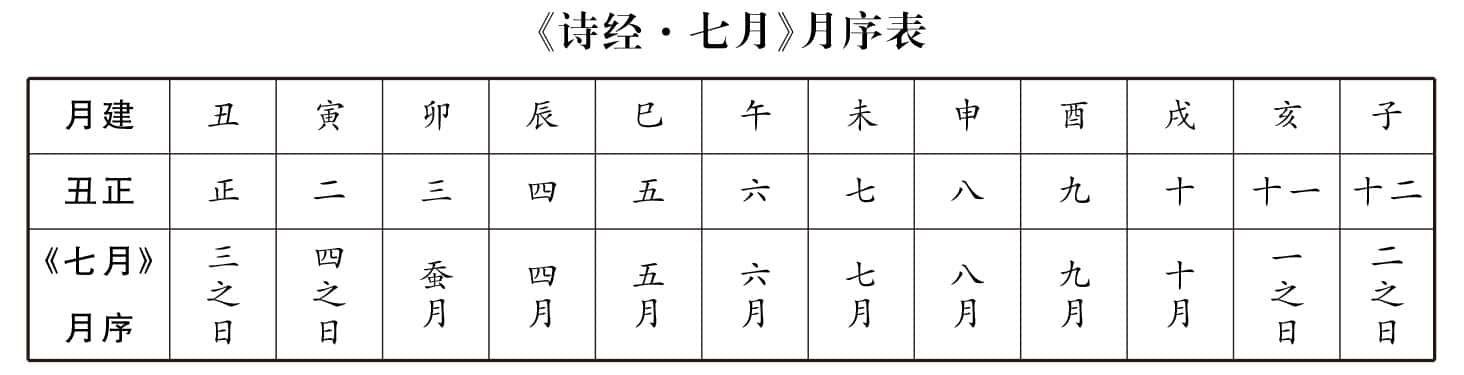 《诗经·七月》月序表
月建 丑 寅 卯 辰 巳 午 未 申 酉 戌 亥 子
丑正 正 二 三 四 五 六 七 八 九 十 十一 十二
《七月》月序 三之日 四之日 蚕月 四月 五月 六月 七月 八月 九月 十月 一之日 二之日